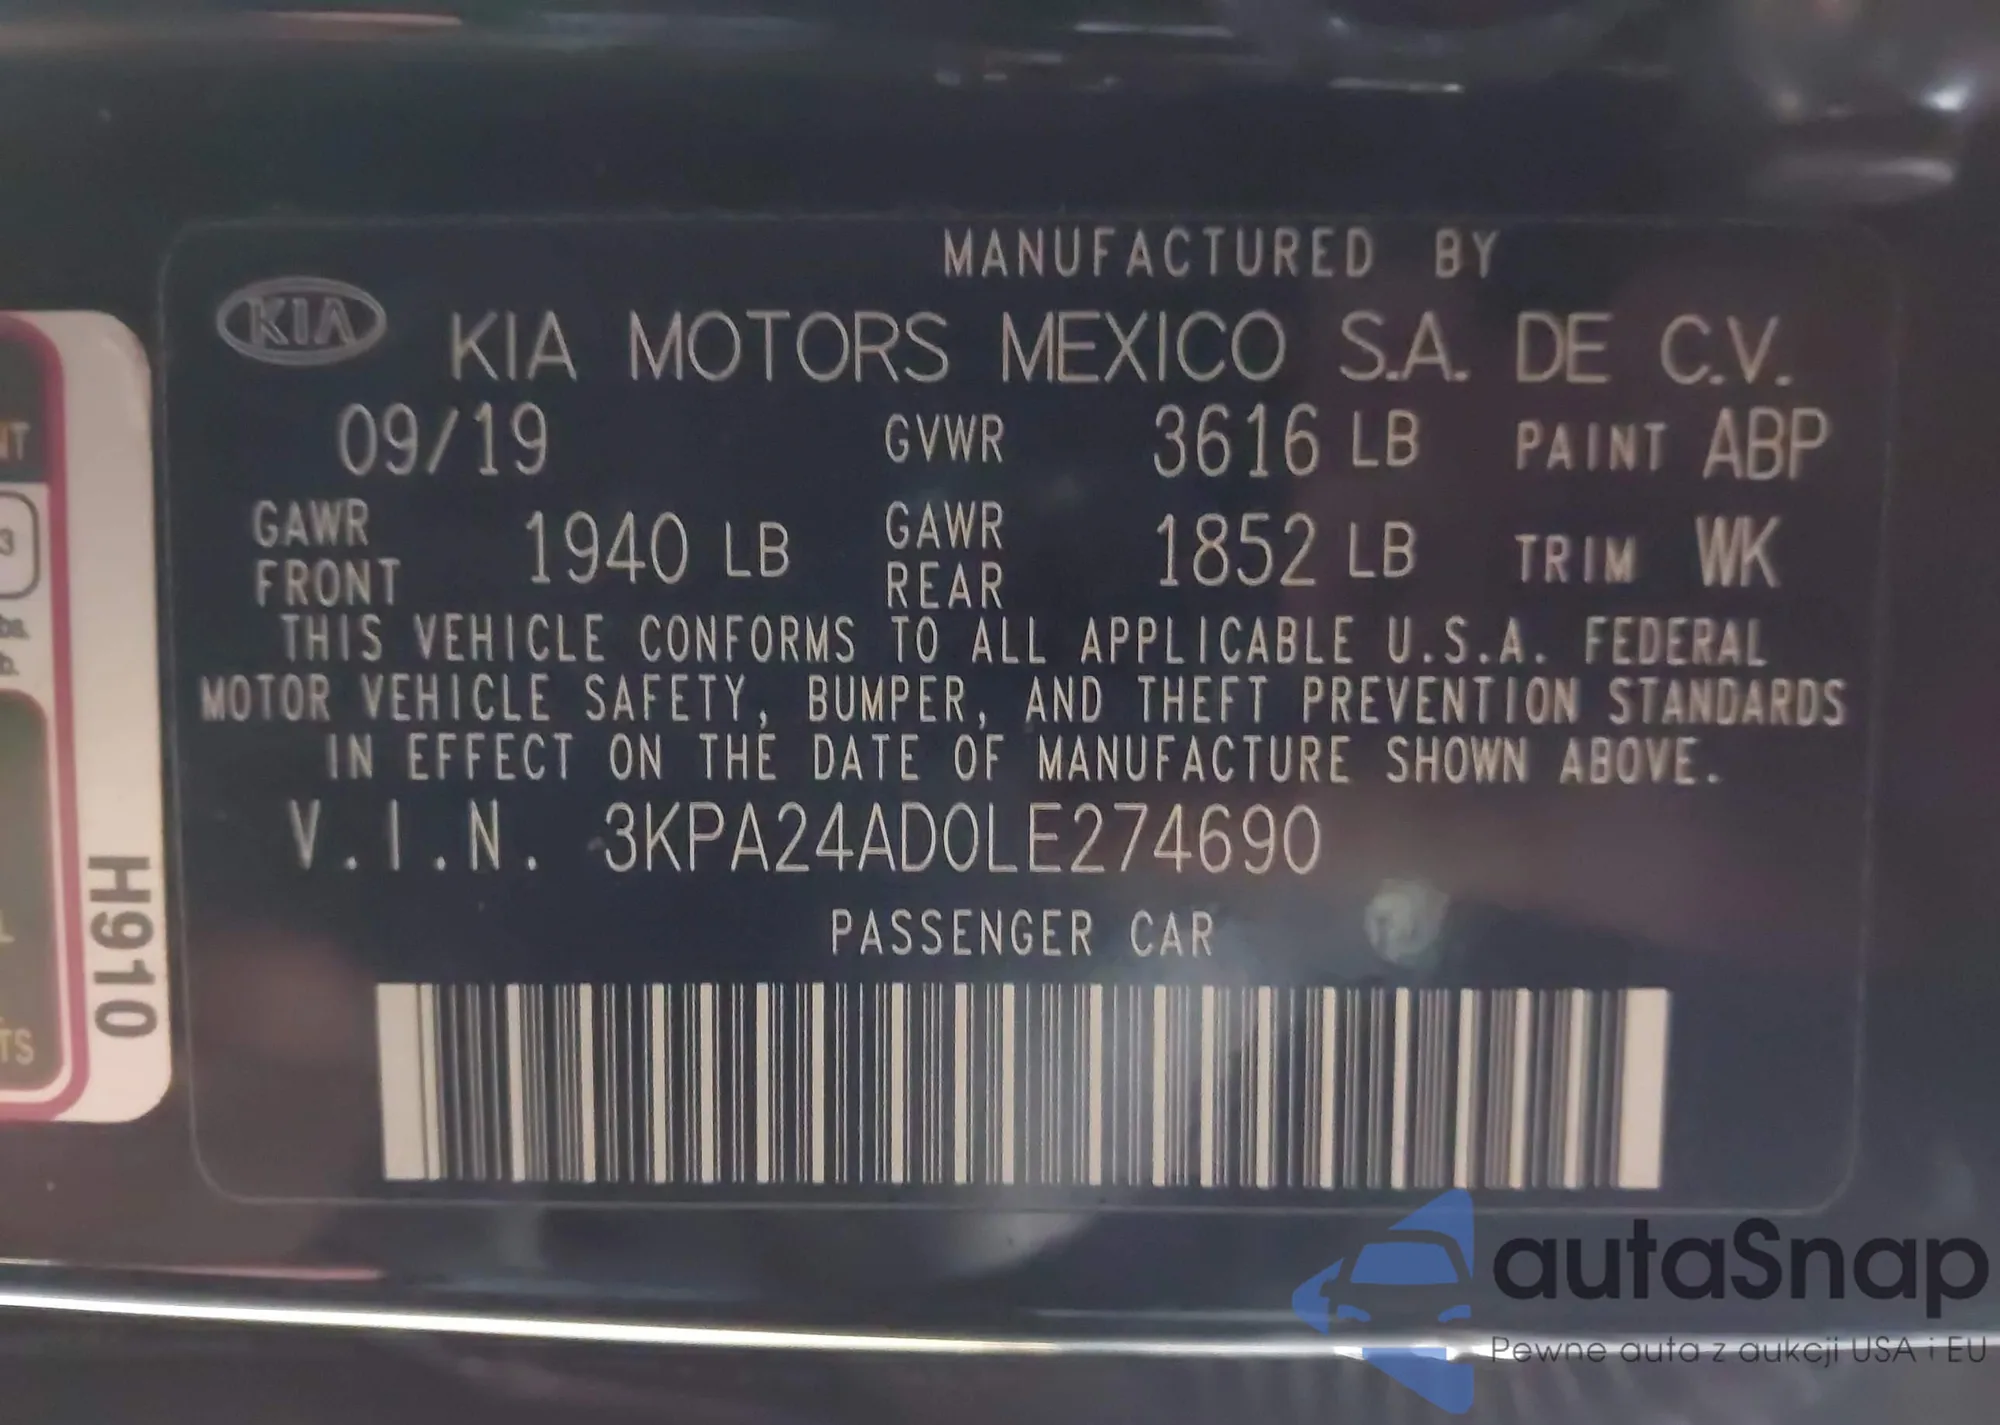 MANUFACTURED BY
KIA KIA MOTORS MEXICO S.A. DE C.V.
09/19 GVWR 3616 LB PAINT ABP
GAWR FRONT 1940 LB GAWR REAR 1852 LB TRIM WK
THIS VEHICLE CONFORMS TO ALL APPLICABLE U.S.A. FEDERAL
MOTOR VEHICLE SAFETY, BUMPER, AND THEFT PREVENTION STANDARDS
IN EFFECT ON THE DATE OF MANUFACTURE SHOWN ABOVE.
V.I.N. 3KPA24AD0LE274690
PASSENGER CAR
H910
autaSnap
Pewne auta z aukcji USA i EU